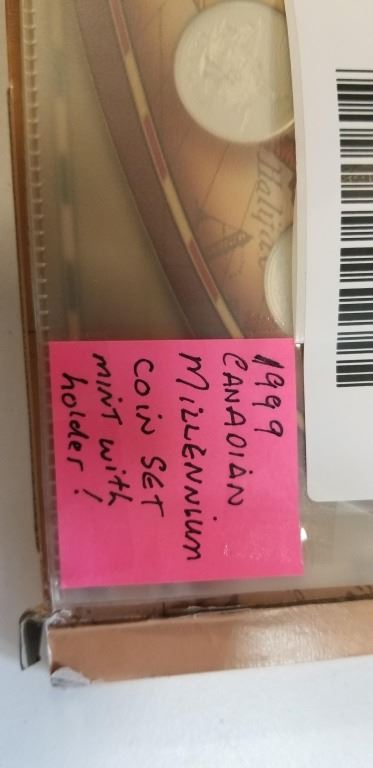 1999
CANADIAN
MILLENNIUM
COIN SET
MINT with
holder!